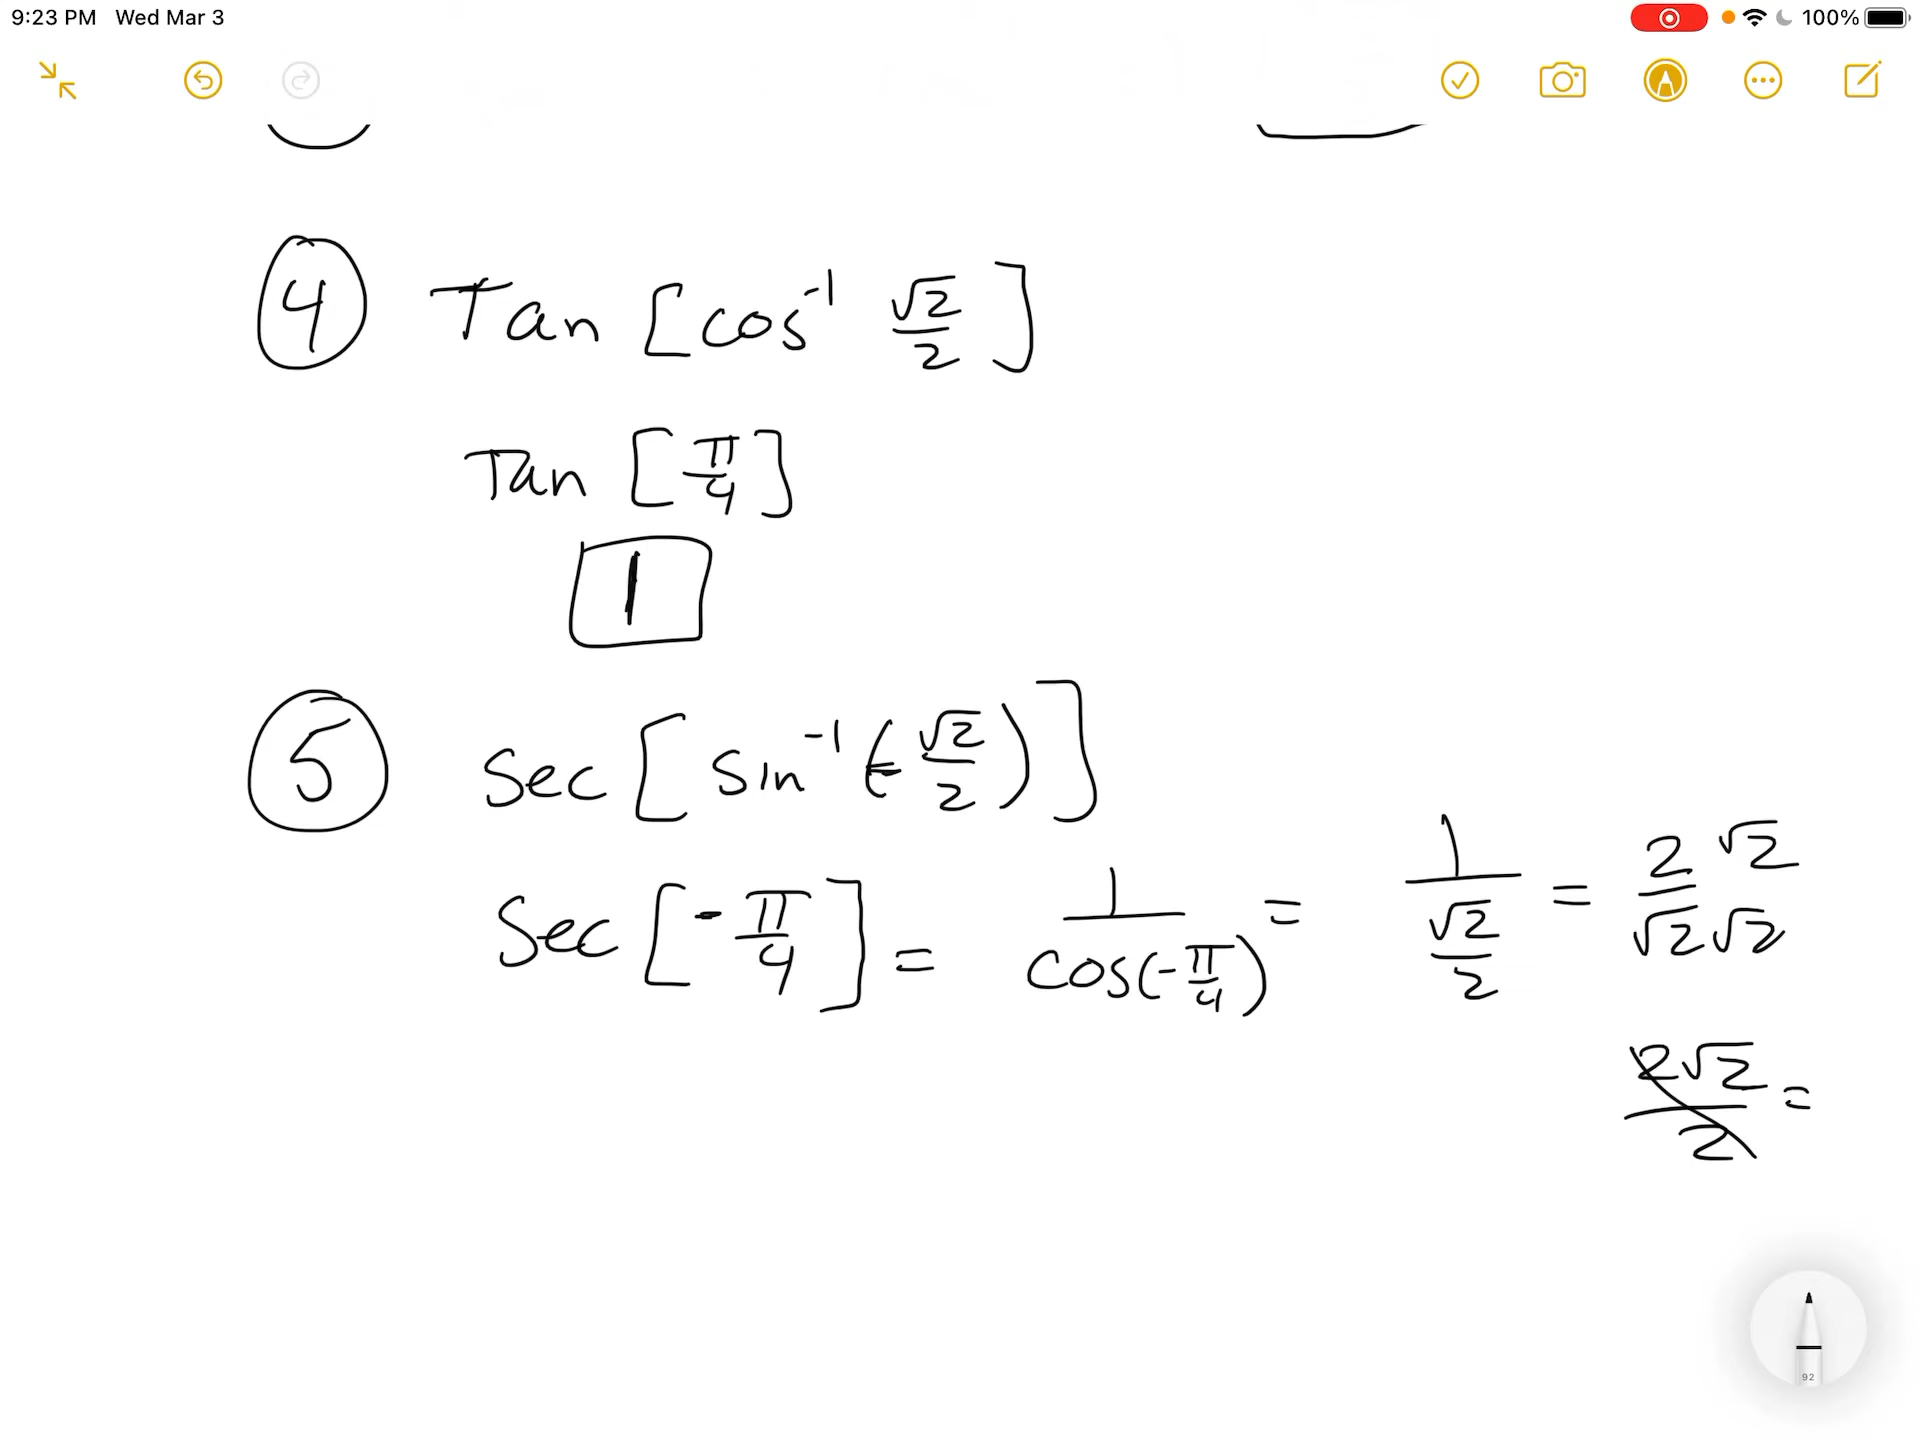 9:23 PM Wed Mar 3 100%
4 Tan [cos⁻¹ √2/2]
Tan [π/4]
1
5 Sec [sin⁻¹(-√2/2)]
Sec [-π/4] = 1/cos(-π/4) = 1/(√2/2) = 2√2/√2√2
2√2/2 =
92